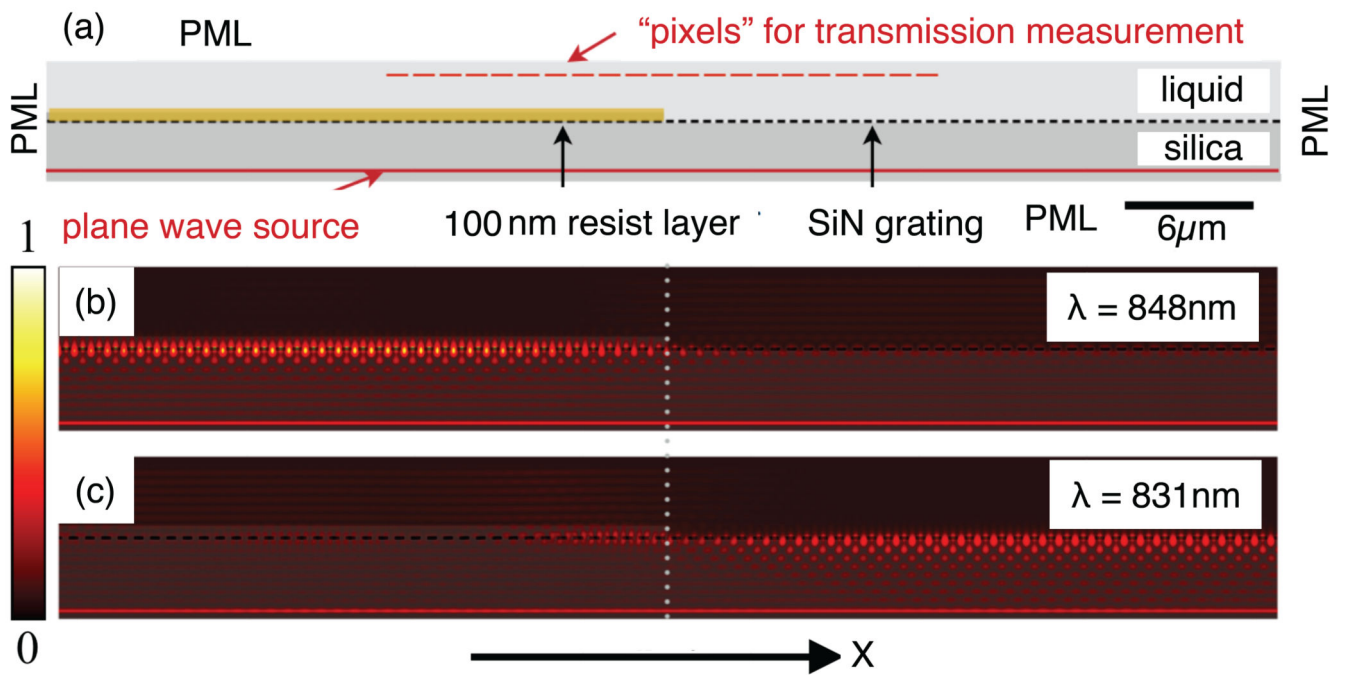 (a)
PML
“pixels” for transmission measurement
PML
liquid
silica
PML
plane wave source
100 nm resist layer
SiN grating
PML
6μm
1
(b)
λ = 848nm
(c)
λ = 831nm
0
X